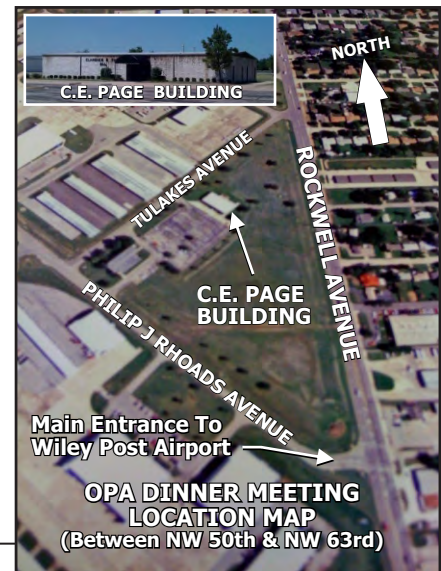 C.E. PAGE BUILDING
NORTH
TULAKES AVENUE
ROCKWELL AVENUE
C.E. PAGE
BUILDING
PHILIP J RHOADS AVENUE
Main Entrance To
Wiley Post Airport
OPA DINNER MEETING
LOCATION MAP
(Between NW 50th & NW 63rd)